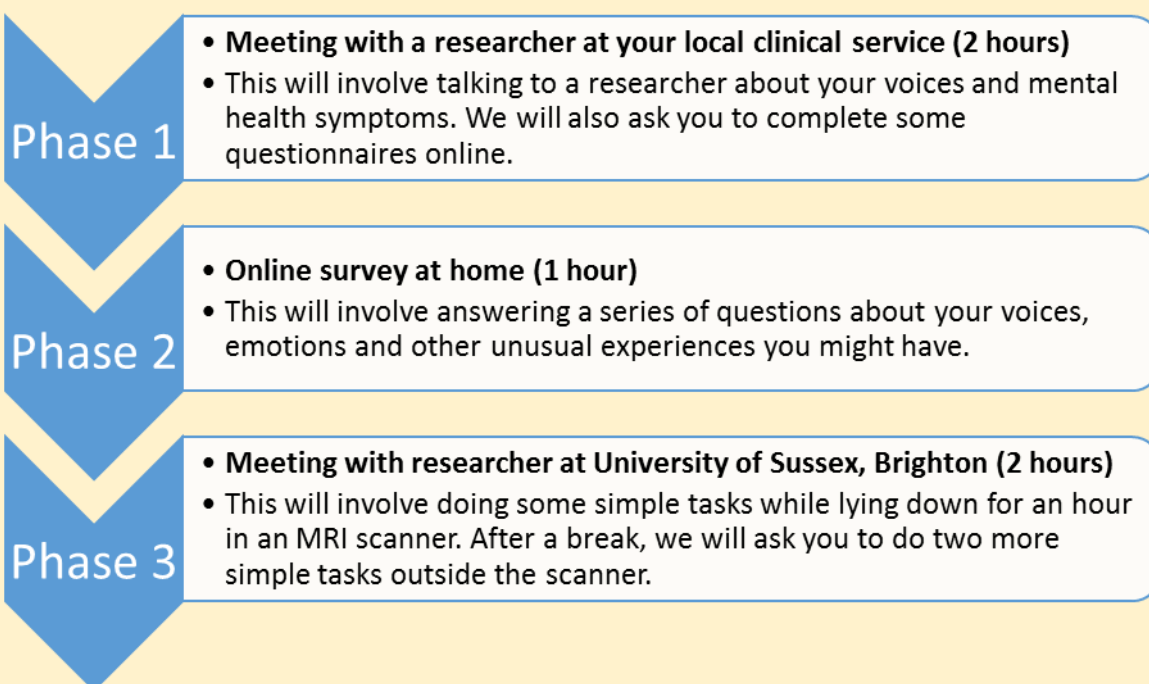 Phase 1
• Meeting with a researcher at your local clinical service (2 hours)
• This will involve talking to a researcher about your voices and mental
health symptoms. We will also ask you to complete some
questionnaires online.
Phase 2
• Online survey at home (1 hour)
• This will involve answering a series of questions about your voices,
emotions and other unusual experiences you might have.
Phase 3
• Meeting with researcher at University of Sussex, Brighton (2 hours)
• This will involve doing some simple tasks while lying down for an hour
in an MRI scanner. After a break, we will ask you to do two more
simple tasks outside the scanner.